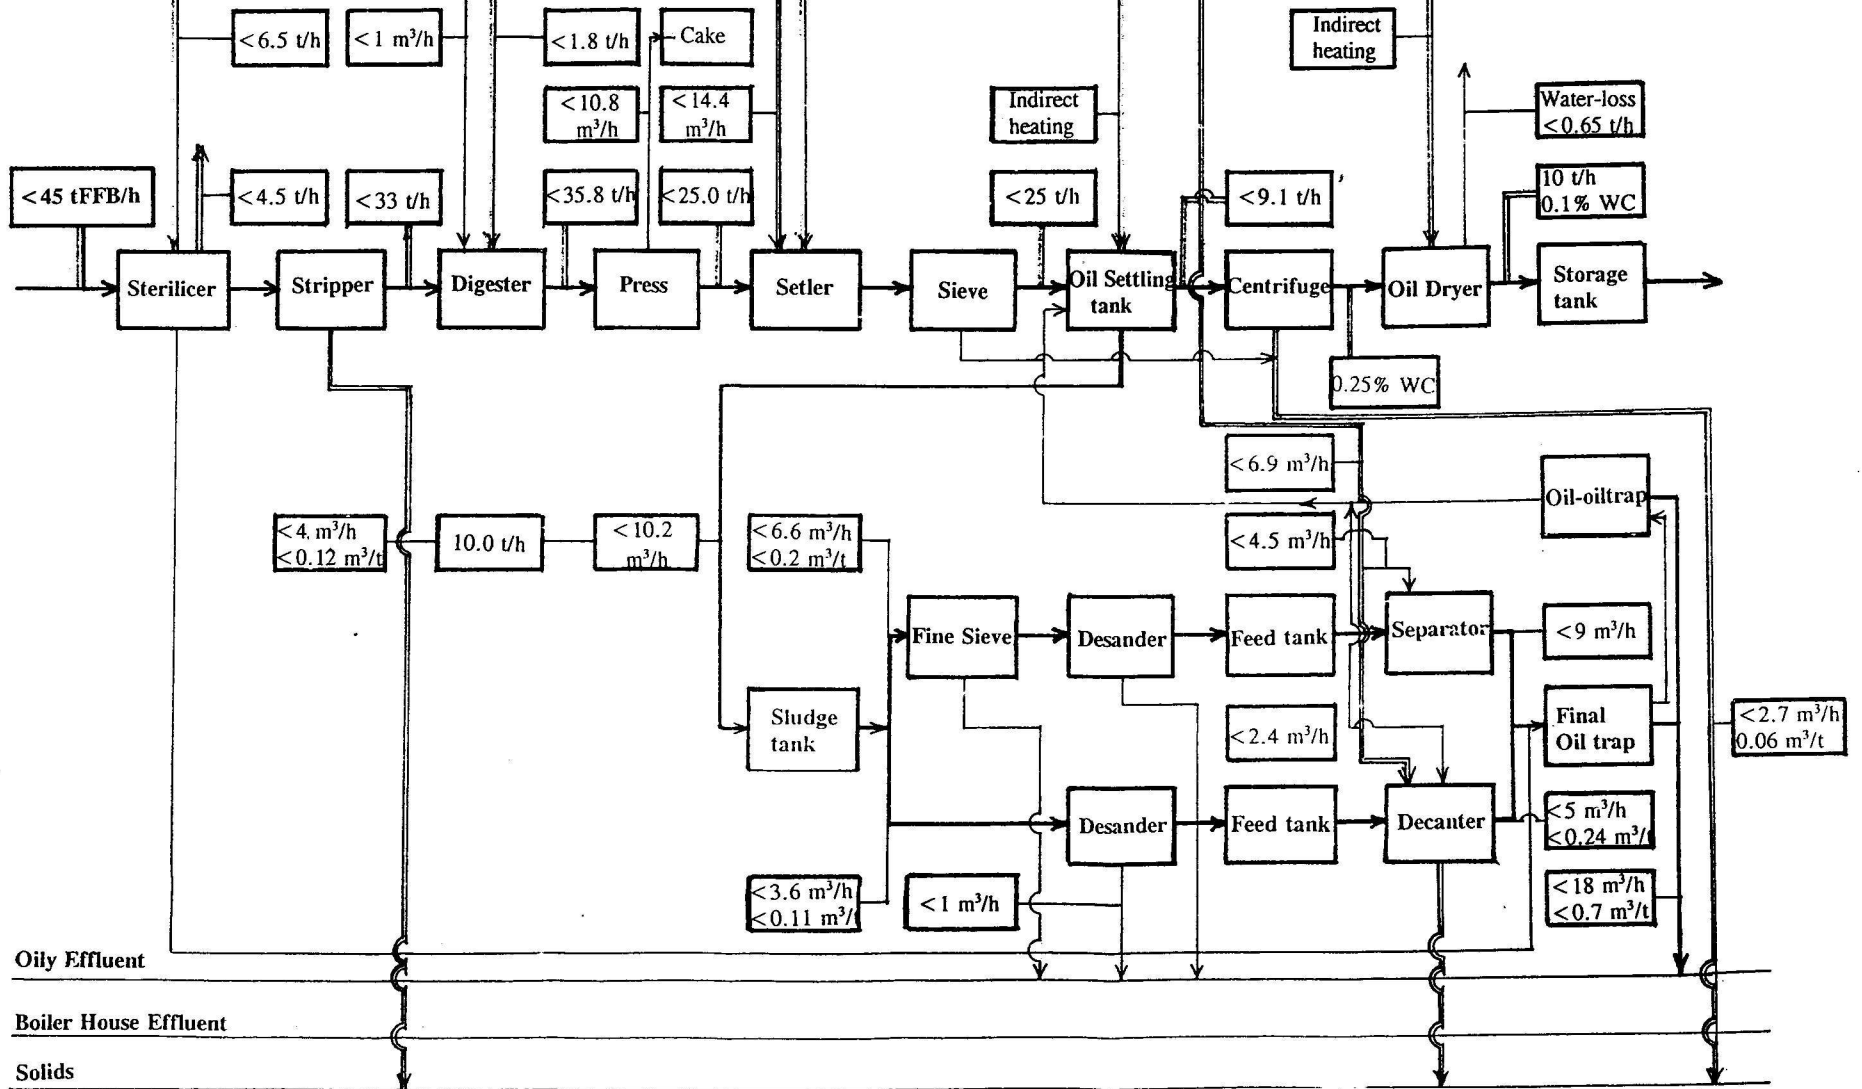 <6.5 t/h
<1 m³/h
<1.8 t/h
Cake
Indirect
heating
<10.8
m³/h
<14.4
m³/h
Indirect
heating
Water-loss
<0.65 t/h
<45 tFFB/h
<4.5 t/h
<33 t/h
<35.8 t/h
<25.0 t/h
<25 t/h
<9.1 t/h
10 t/h
0.1% WC
Sterilicer
Stripper
Digester
Press
Setler
Sieve
Oil Settling
tank
Centrifuge
Oil Dryer
Storage
tank
0.25% WC
<6.9 m³/h
Oil-oiltrap
<4. m³/h
<0.12 m³/t
10.0 t/h
<10.2
m³/h
<6.6 m³/h
<0.2 m³/t
<4.5 m³/h
Fine Sieve
Desander
Feed tank
Separator
<9 m³/h
Sludge
tank
<2.4 m³/h
Final
Oil trap
<2.7 m³/h
0.06 m³/t
Desander
Feed tank
Decanter
<5 m³/h
<0.24 m³/t
<3.6 m³/h
<0.11 m³/t
<1 m³/h
<18 m³/h
<0.7 m³/t
Oily Effluent
Boiler House Effluent
Solids